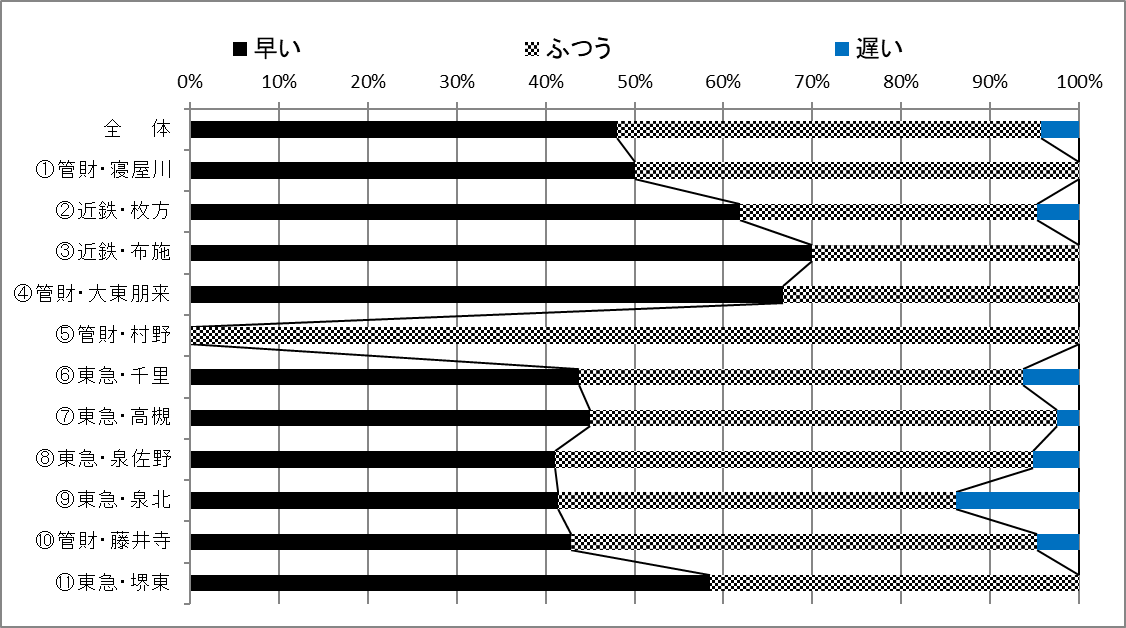 早い ふつう 遅い
0% 10% 20% 30% 40% 50% 60% 70% 80% 90% 100%
全 体
①管財・寝屋川
②近鉄・枚方
③近鉄・布施
④管財・大東朋来
⑤管財・村野
⑥東急・千里
⑦東急・高槻
⑧東急・泉佐野
⑨東急・泉北
⑩管財・藤井寺
⑪東急・堺東